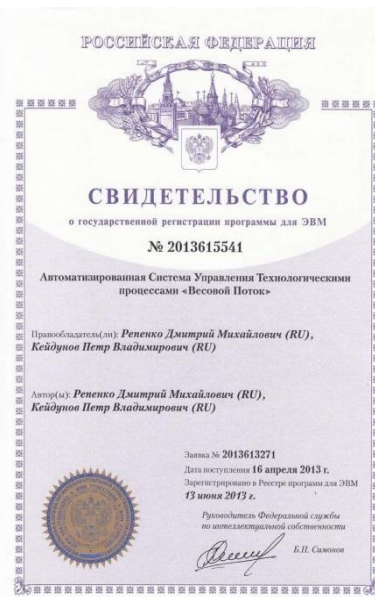 РОССИЙСКАЯ ФЕДЕРАЦИЯ
СВИДЕТЕЛЬСТВО
о государственной регистрации программы для ЭВМ
№ 2013615541
Автоматизированная Система Управления Технологическими
процессами «Весовой Поток»
Правообладатель(ли): Репенко Дмитрий Михайлович (RU),
Кейдунов Петр Владимирович (RU)
Автор(ы): Репенко Дмитрий Михайлович (RU),
Кейдунов Петр Владимирович (RU)
Заявка № 2013613271
Дата поступления 16 апреля 2013 г.
Зарегистрировано в Реестре программ для ЭВМ
13 июня 2013 г.
Руководитель Федеральной службы
по интеллектуальной собственности
Б.П. Симонов